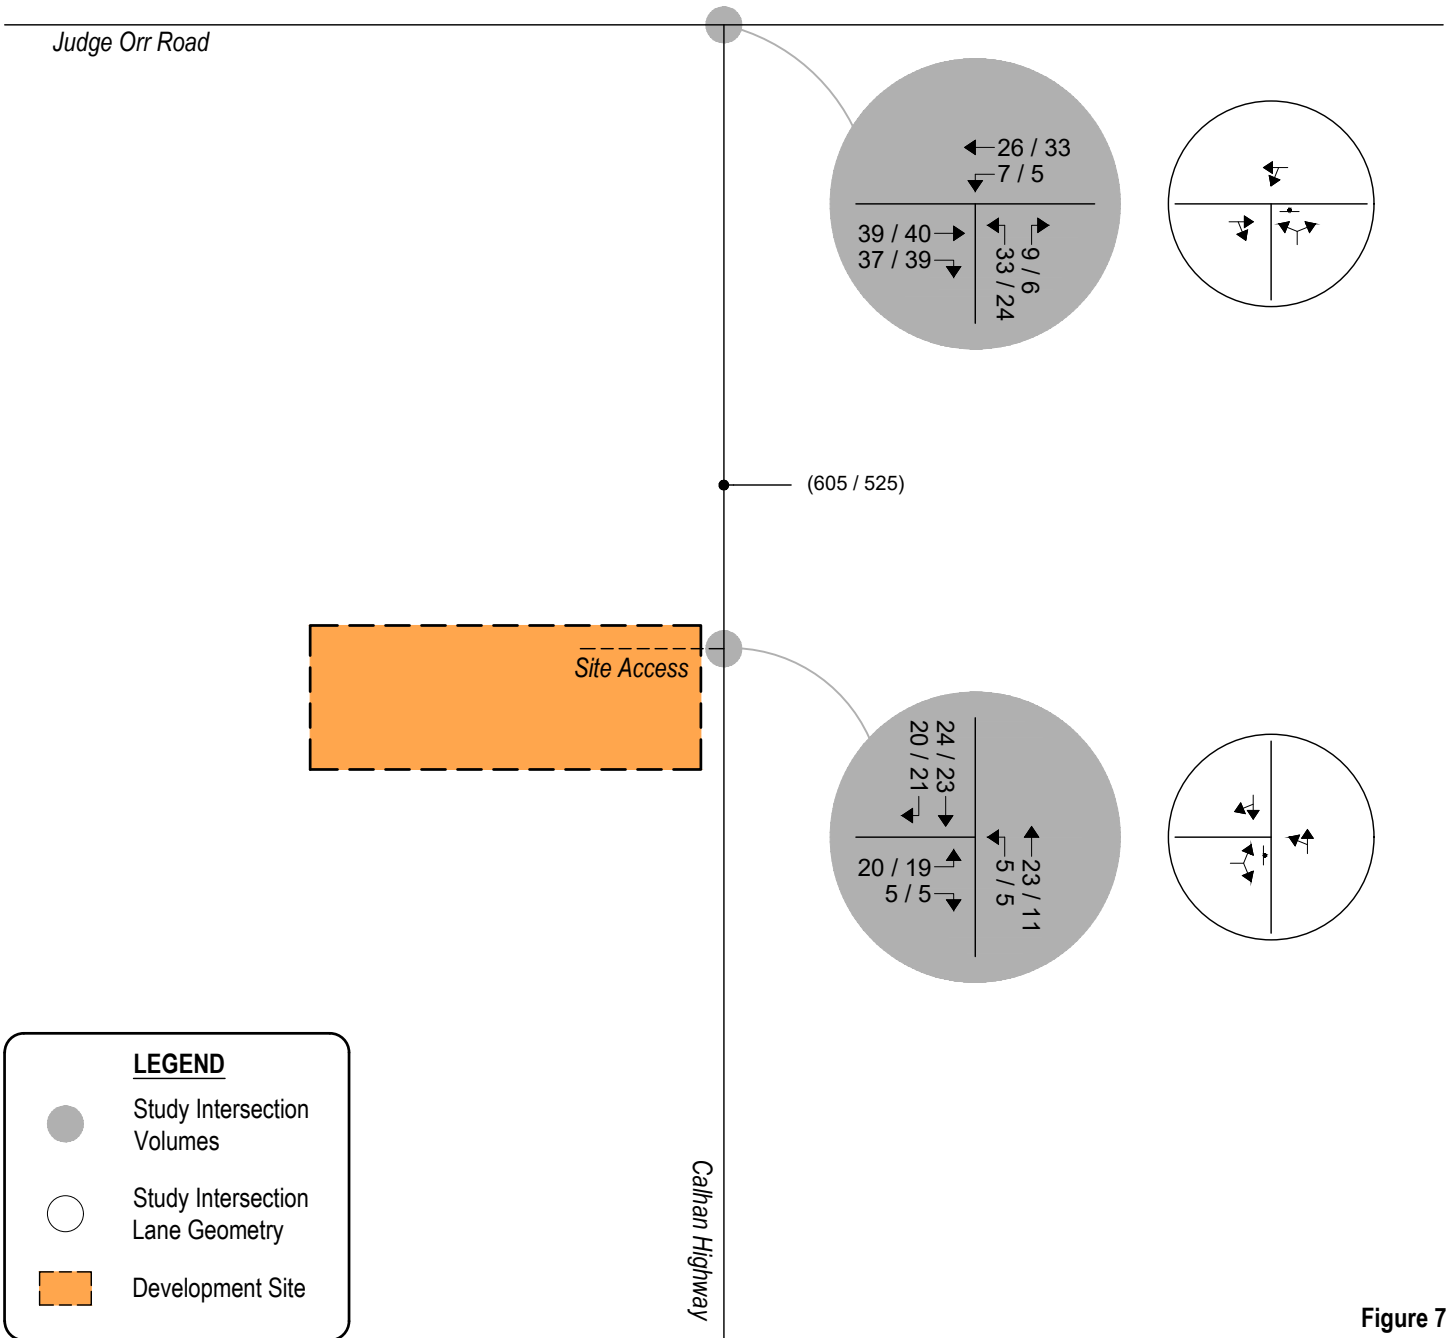 Judge Orr Road
26 / 33
7 / 5
39 / 40
37 / 39
9 / 6
33 / 24
(605 / 525)
Site Access
24 / 23
20 / 21
20 / 19
5 / 5
23 / 11
5 / 5
LEGEND
Study Intersection
Volumes
Study Intersection
Lane Geometry
Development Site
Calhan Highway
Figure 7